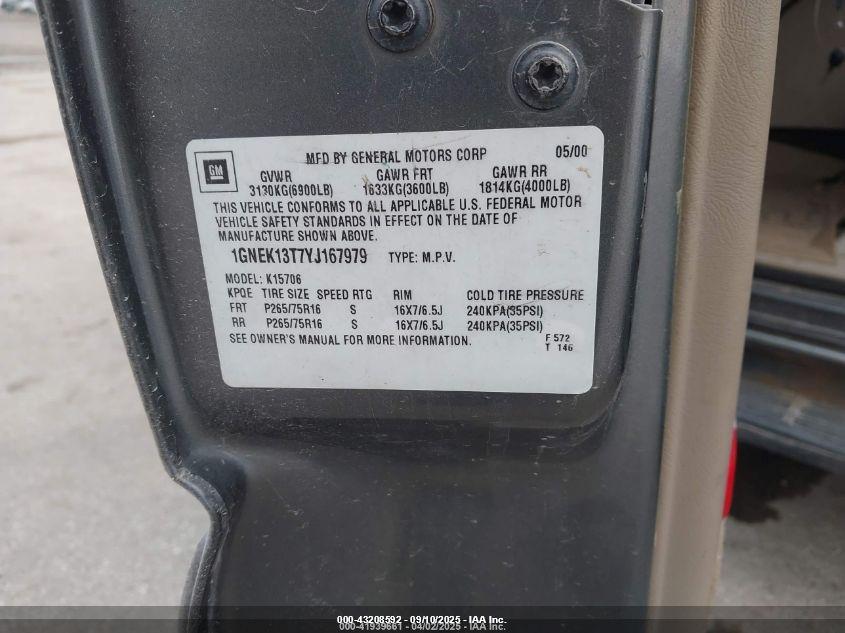 GM
MFD BY GENERAL MOTORS CORP 05/00
GVWR GAWR FRT GAWR RR
3130KG(6900LB) 1633KG(3600LB) 1814KG(4000LB)
THIS VEHICLE CONFORMS TO ALL APPLICABLE U.S. FEDERAL MOTOR
VEHICLE SAFETY STANDARDS IN EFFECT ON THE DATE OF
MANUFACTURE SHOWN ABOVE.
1GNEK13T7YJ167979 TYPE: M.P.V.
MODEL: K15706
KPQE TIRE SIZE SPEED RTG RIM COLD TIRE PRESSURE
FRT P265/75R16 S 16X7/6.5J 240KPA(35PSI)
RR P265/75R16 S 16X7/6.5J 240KPA(35PSI)
SEE OWNER'S MANUAL FOR MORE INFORMATION. F 572
T 146
000-43208592 - 09/10/2025 - IAA Inc.
000-41939661 - 04/02/2025 - IAA Inc.